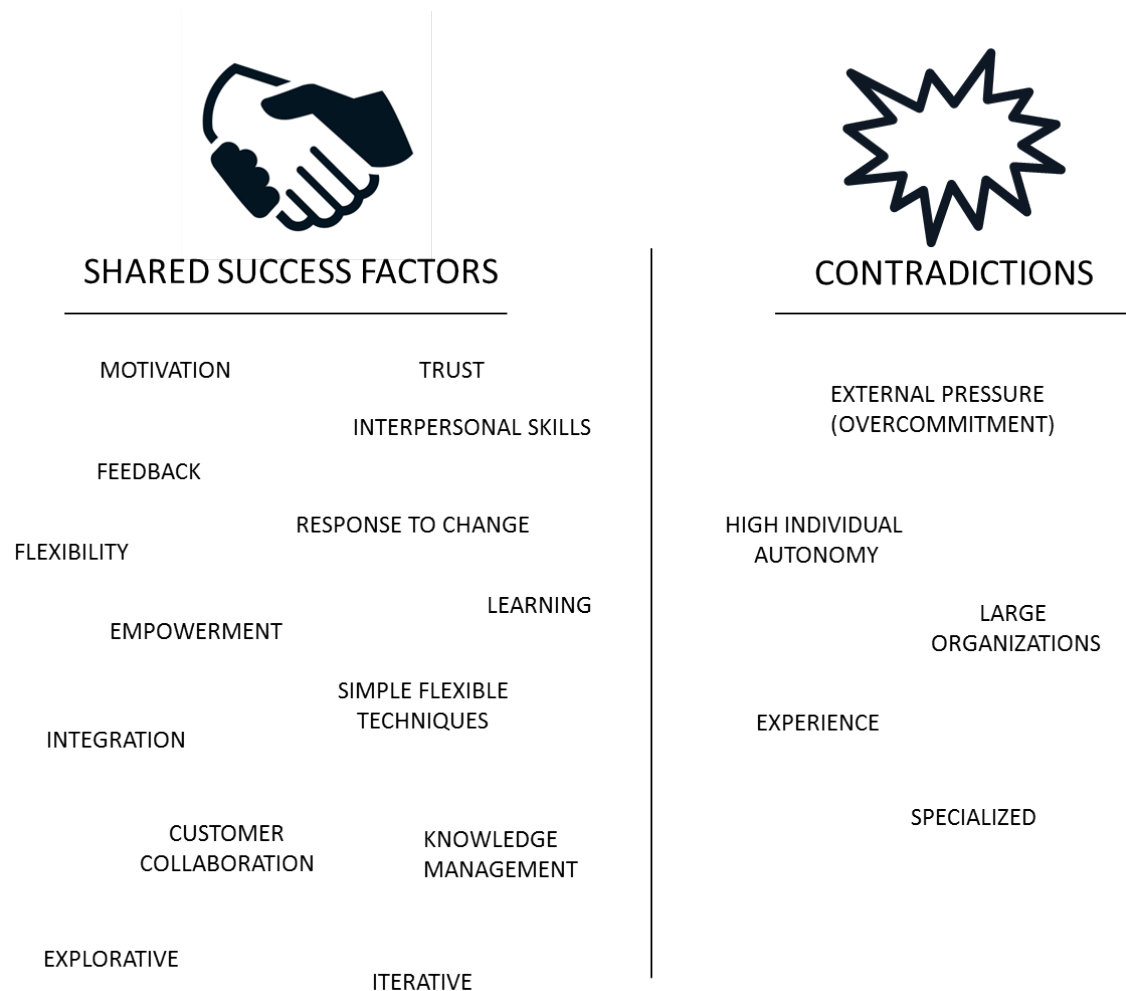 SHARED SUCCESS FACTORS
MOTIVATION
TRUST
INTERPERSONAL SKILLS
FEEDBACK
RESPONSE TO CHANGE
FLEXIBILITY
LEARNING
EMPOWERMENT
SIMPLE FLEXIBLE
TECHNIQUES
INTEGRATION
CUSTOMER
COLLABORATION
KNOWLEDGE
MANAGEMENT
EXPLORATIVE
ITERATIVE
CONTRADICTIONS
EXTERNAL PRESSURE
(OVERCOMMITMENT)
HIGH INDIVIDUAL
AUTONOMY
LARGE
ORGANIZATIONS
EXPERIENCE
SPECIALIZED